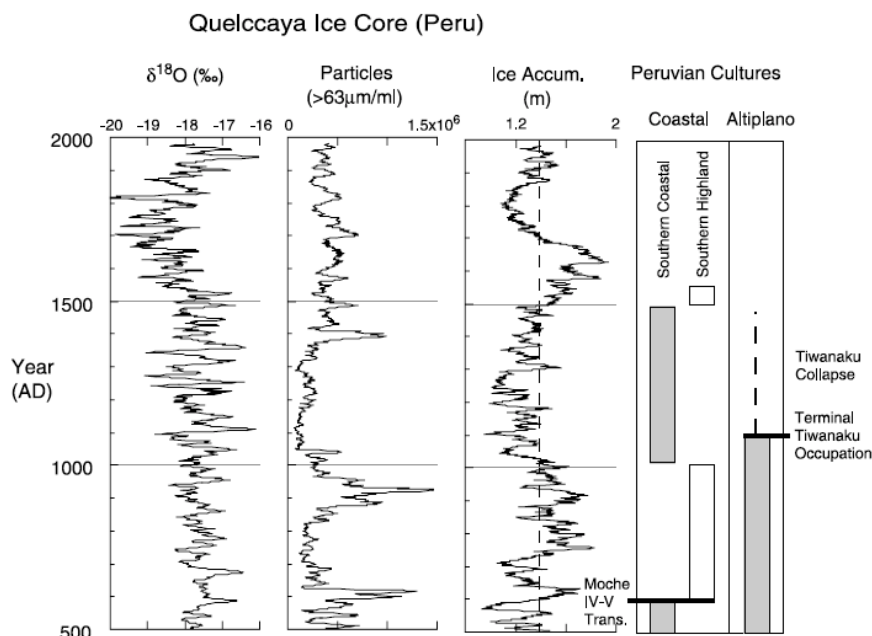 Quelccaya Ice Core (Peru)
δ18O (‰)
Particles
(>63μm/ml)
Ice Accum.
(m)
Peruvian Cultures
Coastal Altiplano
-20 -19 -18 -17 -16
0 1.5x10^6
1.2 2
2000
1500
1000
500
Year
(AD)
Southern Coastal
Southern Highland
Tiwanaku
Collapse
Terminal
Tiwanaku
Occupation
Moche
IV-V
Trans.